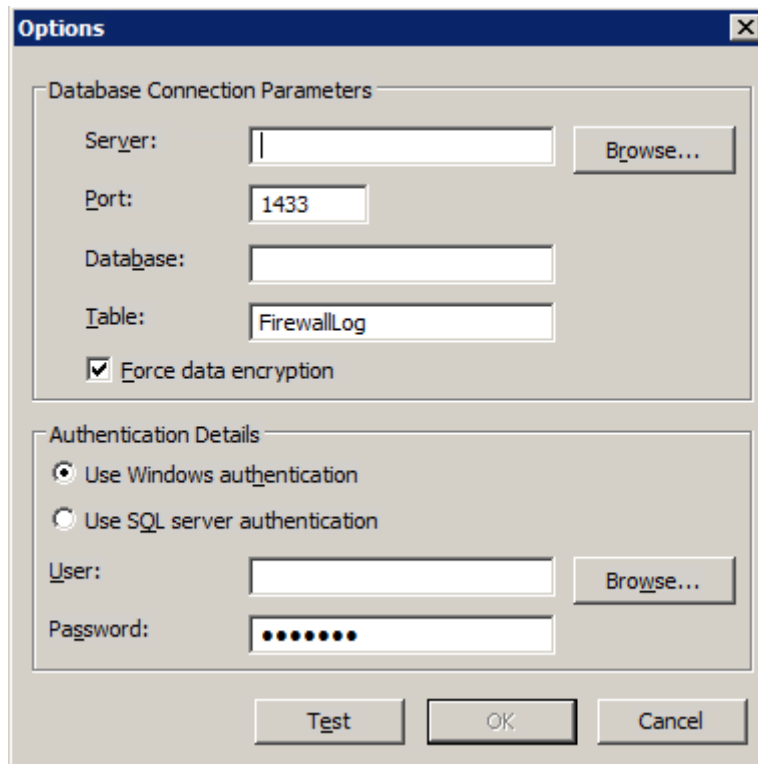 Options
Database Connection Parameters
Server:
Browse...
Port:
1433
Database:
Table:
FirewallLog
Force data encryption
Authentication Details
Use Windows authentication
Use SQL server authentication
User:
Browse...
Password:
●●●●●●●
Test
OK
Cancel